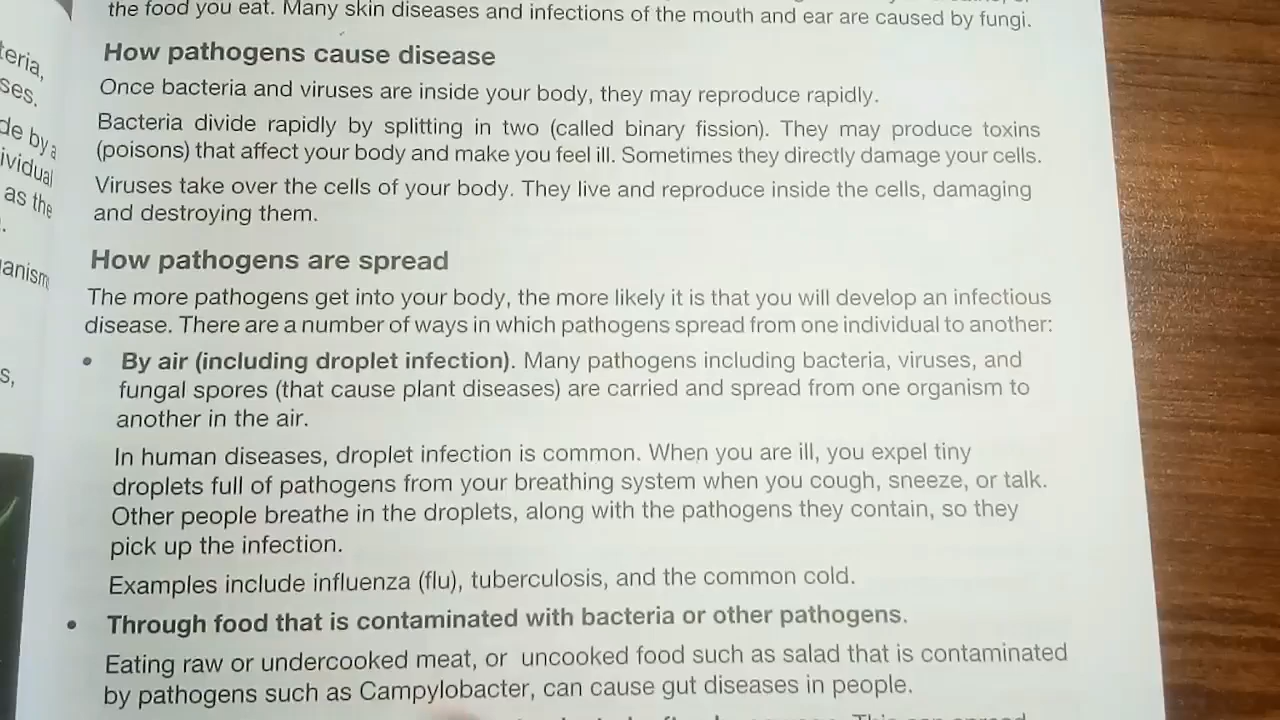 the food you eat. Many skin diseases and infections of the mouth and ear are caused by fungi.
How pathogens cause disease
Once bacteria and viruses are inside your body, they may reproduce rapidly.
Bacteria divide rapidly by splitting in two (called binary fission). They may produce toxins
(poisons) that affect your body and make you feel ill. Sometimes they directly damage your cells.
Viruses take over the cells of your body. They live and reproduce inside the cells, damaging
and destroying them.
How pathogens are spread
The more pathogens get into your body, the more likely it is that you will develop an infectious
disease. There are a number of ways in which pathogens spread from one individual to another:
• By air (including droplet infection). Many pathogens including bacteria, viruses, and
fungal spores (that cause plant diseases) are carried and spread from one organism to
another in the air.
In human diseases, droplet infection is common. When you are ill, you expel tiny
droplets full of pathogens from your breathing system when you cough, sneeze, or talk.
Other people breathe in the droplets, along with the pathogens they contain, so they
pick up the infection.
Examples include influenza (flu), tuberculosis, and the common cold.
• Through food that is contaminated with bacteria or other pathogens.
Eating raw or undercooked meat, or uncooked food such as salad that is contaminated
by pathogens such as Campylobacter, can cause gut diseases in people.